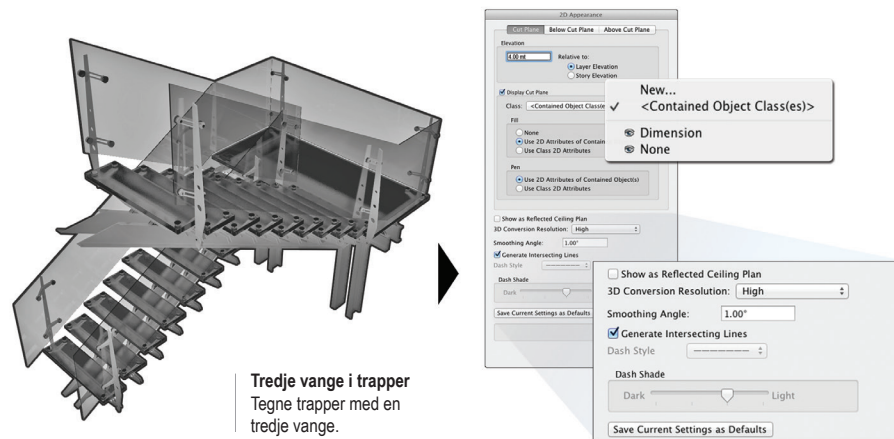 Tredje vange i trapper
Tegne trapper med en
tredje vange.
2D Appearance
Cut Plane Below Cut Plane Above Cut Plane
Elevation
4.00 mt Relative to:
Layer Elevation
Story Elevation
Display Cut Plane
Class: <Contained Object Class(es
New...
<Contained Object Class(es)>
Dimension
None
Fill
None
Use 2D Attributes of Contain
Use Class 2D Attributes
Pen
Use 2D Attributes of Contained Object(s)
Use Class 2D Attributes
Show as Reflected Ceiling Plan
3D Conversion Resolution: High
Smoothing Angle: 1.00°
Generate Intersecting Lines
Dash Style
Dash Shade
Dark
Save Current Settings as Defaults
Show as Reflected Ceiling Plan
3D Conversion Resolution: High
Smoothing Angle: 1.00°
Generate Intersecting Lines
Dash Style
Dash Shade
Dark Light
Save Current Settings as Defaults